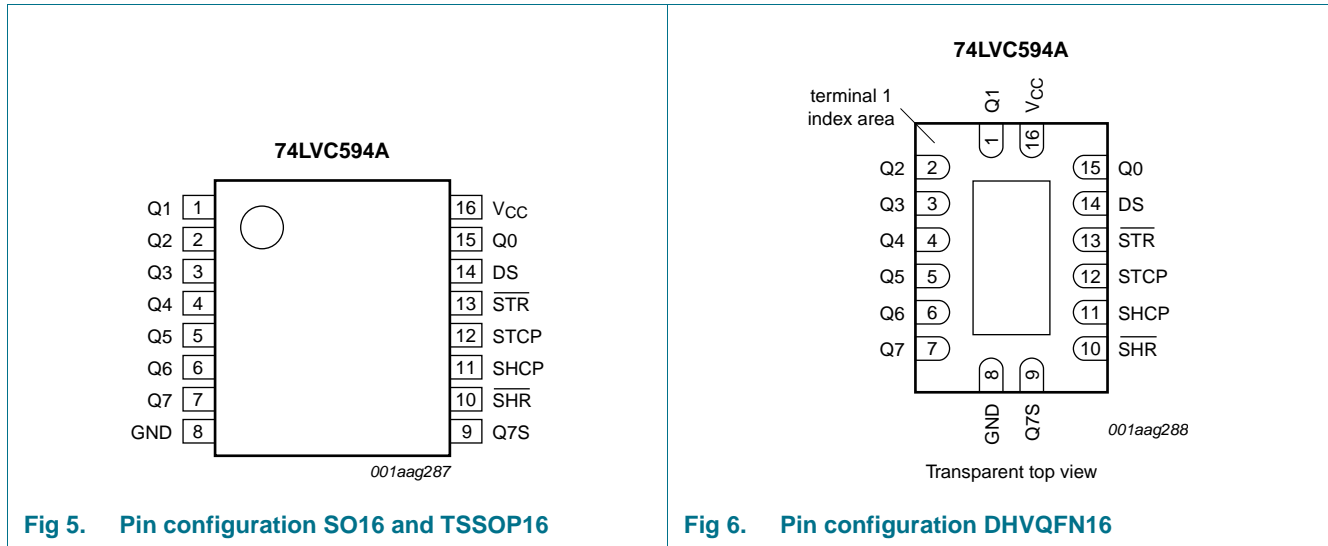 74LVC594A
Q1 1
Q2 2
Q3 3
Q4 4
Q5 5
Q6 6
Q7 7
GND 8
16 VCC
15 Q0
14 DS
13 STR
12 STCP
11 SHCP
10 SHR
9 Q7S
001aag287
Fig 5. Pin configuration SO16 and TSSOP16
74LVC594A
terminal 1
index area
Q1 VCC
1 16
Q2 2
Q3 3
Q4 4
Q5 5
Q6 6
Q7 7
15 Q0
14 DS
13 STR
12 STCP
11 SHCP
10 SHR
8 9
GND Q7S
001aag288
Transparent top view
Fig 6. Pin configuration DHVQFN16